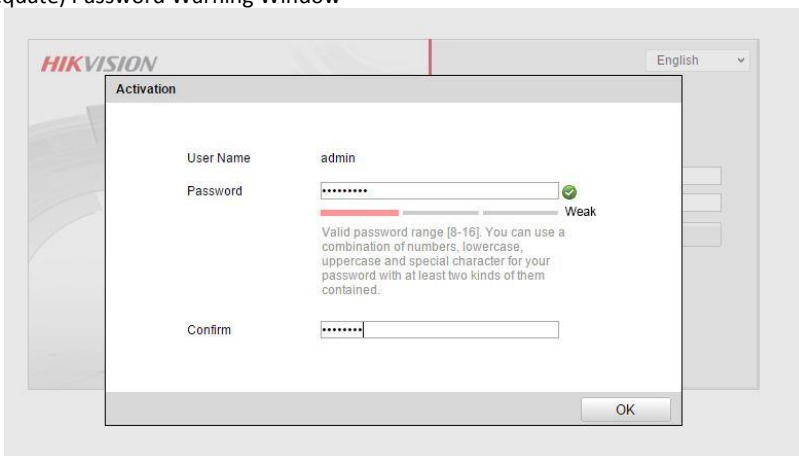 Password Warning Window
HIKVISION
English
Activation
User Name admin
Password •••••••••
Weak
Valid password range [8-16]. You can use a
combination of numbers, lowercase,
uppercase and special character for your
password with at least two kinds of them
contained.
Confirm ••••••••
OK